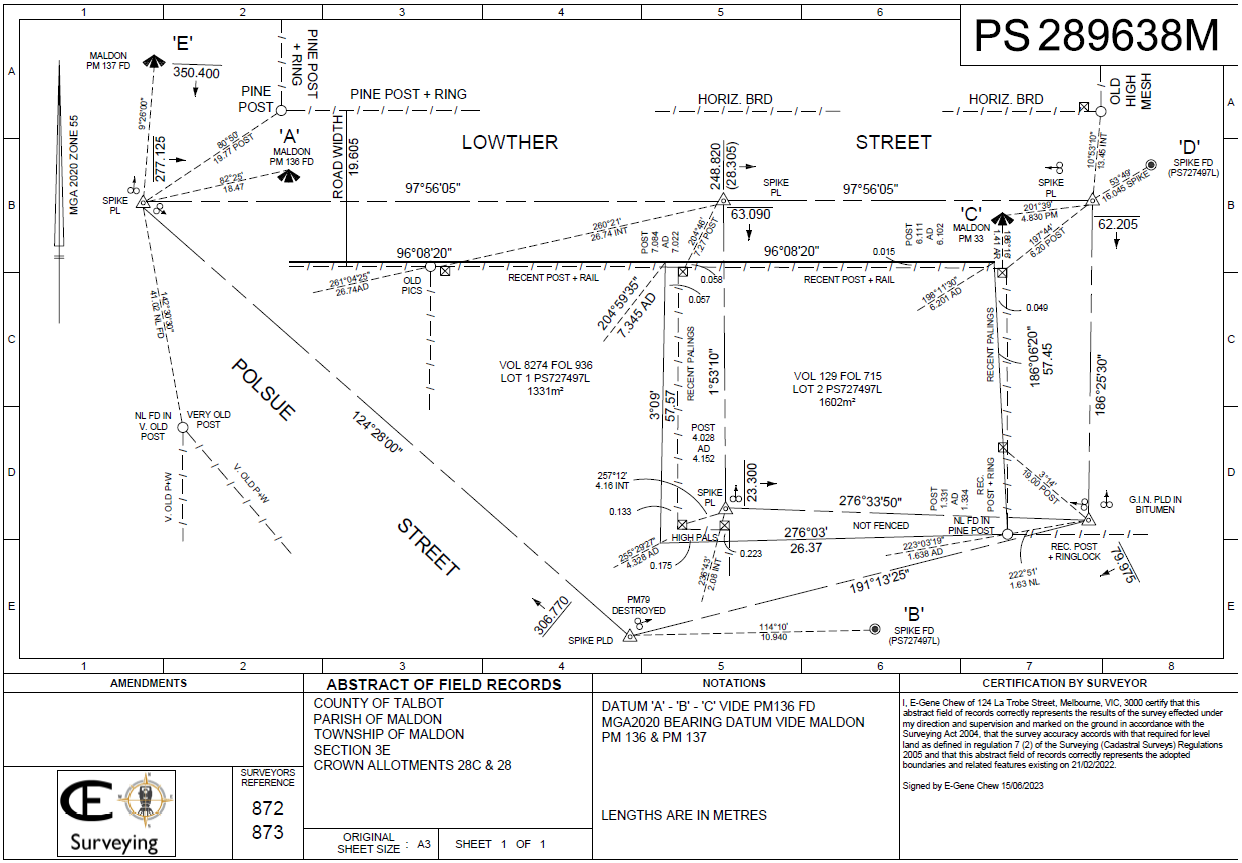 1 2 3 4 5 6
PS 289638M
A
B
C
D
E
A
B
C
D
E
MALDON
PM 137 FD
'E'
350.400
9°26'00"
PINE POST
+ RING
PINE
POST
PINE POST + RING
HORIZ. BRD
HORIZ. BRD
OLD
HIGH
MESH
MGA 2020 ZONE 55
277.125
80°50'
19.77 POST
'A'
MALDON
PM 136 FD
82°25'
18.47
ROAD WIDTH
19.605
LOWTHER
STREET
248.820
(28.305)
10°53'10"
13.45 INT
'D'
SPIKE FD
(PS727497L)
53°49'
16.045 SPIKE
SPIKE
PL
97°56'05"
SPIKE
PL
97°56'05"
SPIKE
PL
201°39'
4.830 PM
63.090
62.205
'C'
MALDON
PM 33
186°16'
1.41 AR
197°44'
6.20 POST
260°21'
26.74 INT
204°46'
7.27 POST
POST
7.084
AD
7.022
POST
6.111
AD
6.102
96°08'20"
96°08'20"
0.015
261°04'25"
26.74AD
OLD
PICS
RECENT POST + RAIL
0.058
RECENT POST + RAIL
198°11'30"
6.201 AD
0.057
0.049
204°59'35"
7.345 AD
142°30'30"
41.02 NL FD
RECENT PALINGS
1°53'10"
RECENT PALINGS
186°06'20"
57.45
186°25'30"
VOL 8274 FOL 936
LOT 1 PS727497L
1331m²
VOL 129 FOL 715
LOT 2 PS727497L
1602m²
3°09'
57.57
POLSUE
STREET
124°28'00"
NL FD IN
V. OLD
POST
VERY OLD
POST
V. OLD P+W
V. OLD P+W
POST
4.028
AD
4.152
257°12'
4.16 INT
SPIKE
PL
23.300
276°33'50"
POST
1.331
AD
1.334
REC.
POST + RING
3°14'
19.00 POST
G.I.N. PLD IN
BITUMEN
0.133
HIGH PALS
276°03'
26.37
NOT FENCED
NL FD IN
PINE POST
REC. POST
+ RINGLOCK
79.975
255°29'27"
4.328 AD
0.175
236°43'
2.08 INT
0.223
223°03'19"
1.638 AD
222°51'
1.63 NL
191°13'25"
306.770
PM79
DESTROYED
SPIKE PLD
114°10'
10.940
'B'
SPIKE FD
(PS727497L)
1 2 3 4 5 6 7 8
AMENDMENTS
ABSTRACT OF FIELD RECORDS
COUNTY OF TALBOT
PARISH OF MALDON
TOWNSHIP OF MALDON
SECTION 3E
CROWN ALLOTMENTS 28C & 28
NOTATIONS
DATUM 'A' - 'B' - 'C' VIDE PM136 FD
MGA2020 BEARING DATUM VIDE MALDON
PM 136 & PM 137
LENGTHS ARE IN METRES
CERTIFICATION BY SURVEYOR
I, E-Gene Chew of 124 La Trobe Street, Melbourne, VIC, 3000 certify that this
abstract field of records correctly represents the results of the survey effected under
my direction and supervision and marked on the ground in accordance with the
Surveying Act 2004, that the survey accuracy accords with that required for level
land as defined in regulation 7 (2) of the Surveying (Cadastral Surveys) Regulations
2005 and that this abstract field of records correctly represents the adopted
boundaries and related features existing on 21/02/2022.
Signed by E-Gene Chew 15/06/2023
CE
Surveying
SURVEYORS
REFERENCE
872
873
ORIGINAL
SHEET SIZE : A3
SHEET 1 OF 1